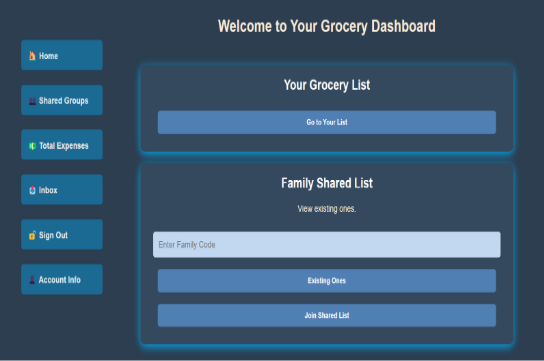 Welcome to Your Grocery Dashboard
Home
Shared Groups
Total Expenses
Inbox
Sign Out
Account Info
Your Grocery List
Go to Your List
Family Shared List
View existing ones.
Enter Family Code
Existing Ones
Join Shared List